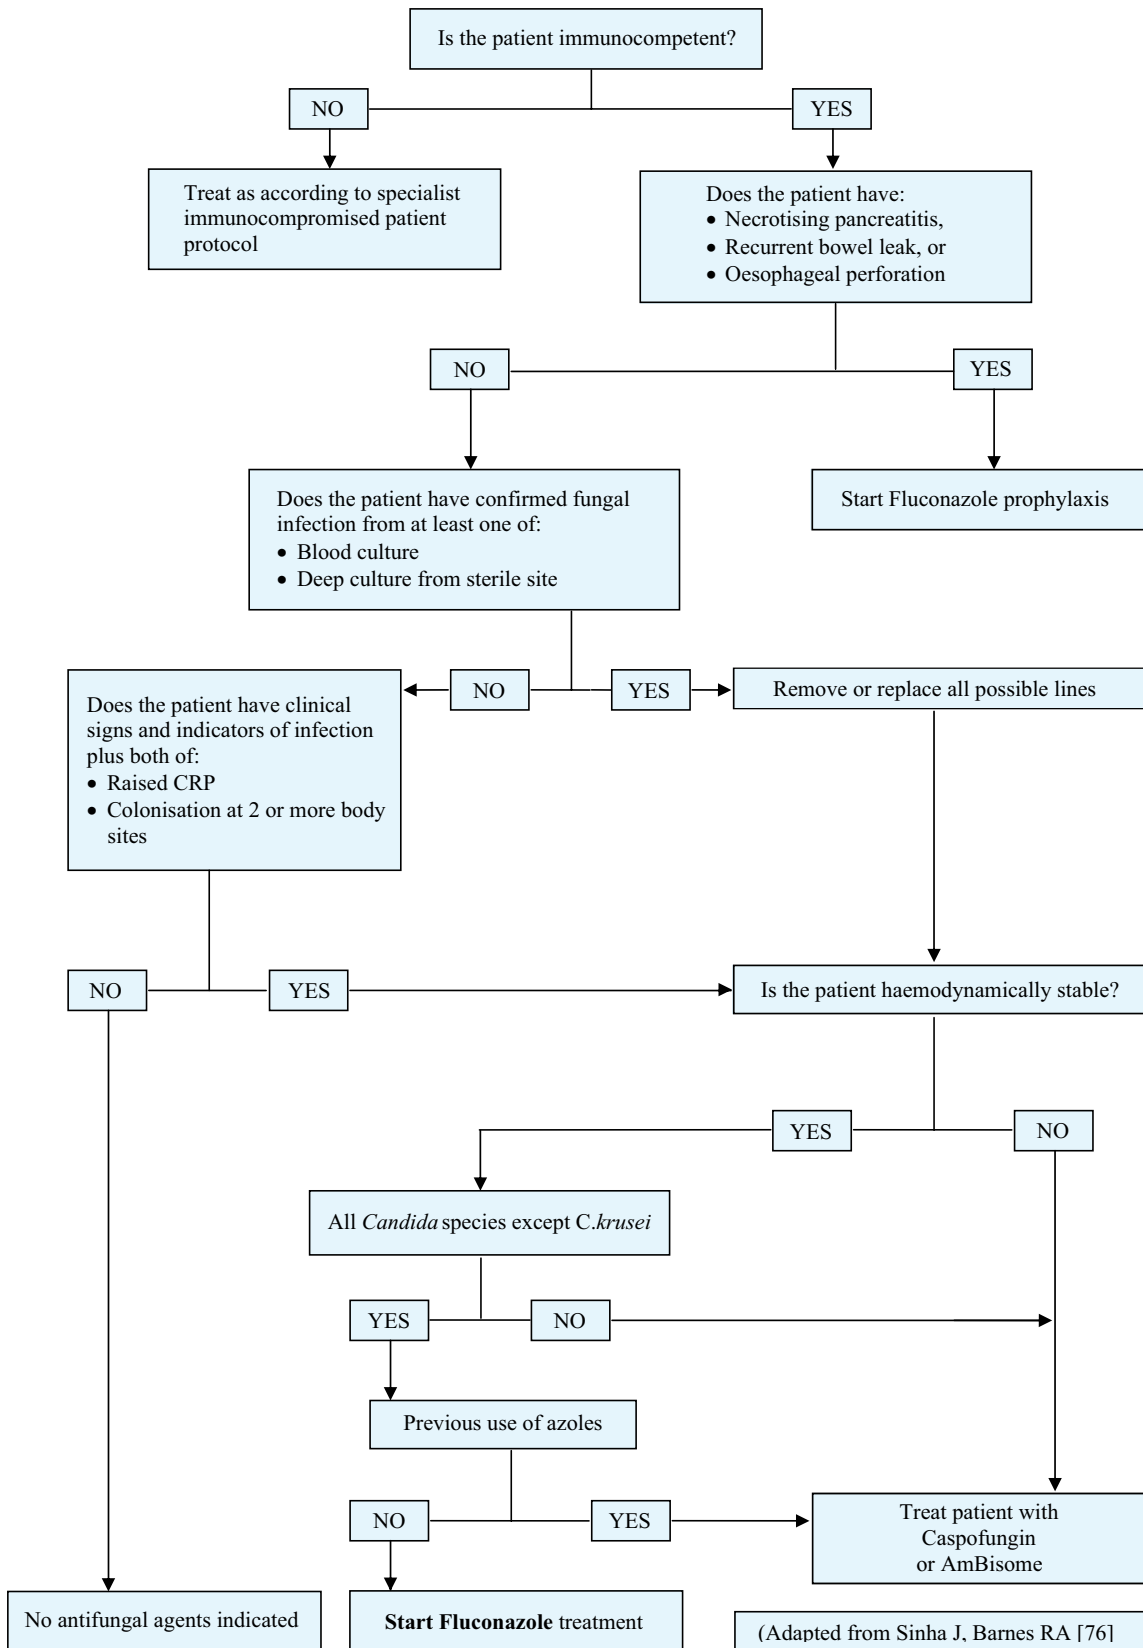 Is the patient immunocompetent?
NO
YES
Treat as according to specialist
immunocompromised patient
protocol
Does the patient have:
• Necrotising pancreatitis,
• Recurrent bowel leak, or
• Oesophageal perforation
NO
YES
Does the patient have confirmed fungal
infection from at least one of:
• Blood culture
• Deep culture from sterile site
Start Fluconazole prophylaxis
NO
YES
Remove or replace all possible lines
Does the patient have clinical
signs and indicators of infection
plus both of:
• Raised CRP
• Colonisation at 2 or more body
sites
NO
YES
Is the patient haemodynamically stable?
YES
NO
All Candida species except C.krusei
YES
NO
Previous use of azoles
NO
YES
Treat patient with
Caspofungin
or AmBisome
No antifungal agents indicated
Start Fluconazole treatment
(Adapted from Sinha J, Barnes RA [76]